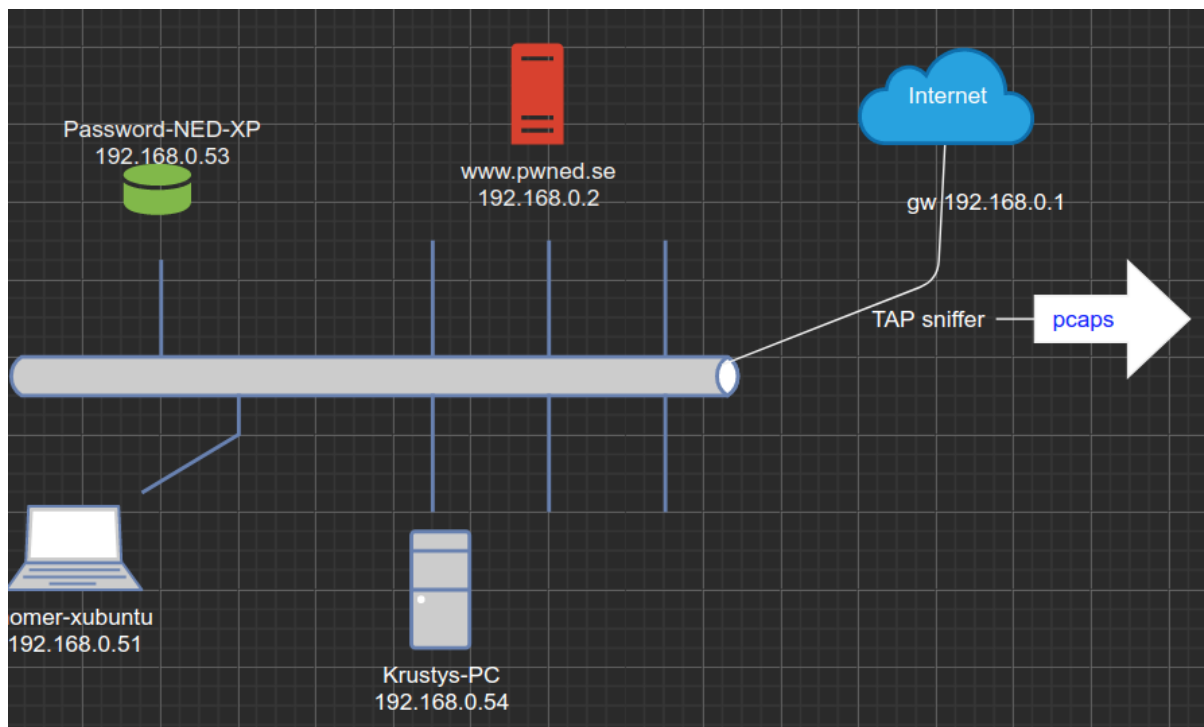 Internet
Password-NED-XP
192.168.0.53
www.pwned.se
192.168.0.2
gw 192.168.0.1
TAP sniffer
pcaps
omer-xubuntu
192.168.0.51
Krustys-PC
192.168.0.54